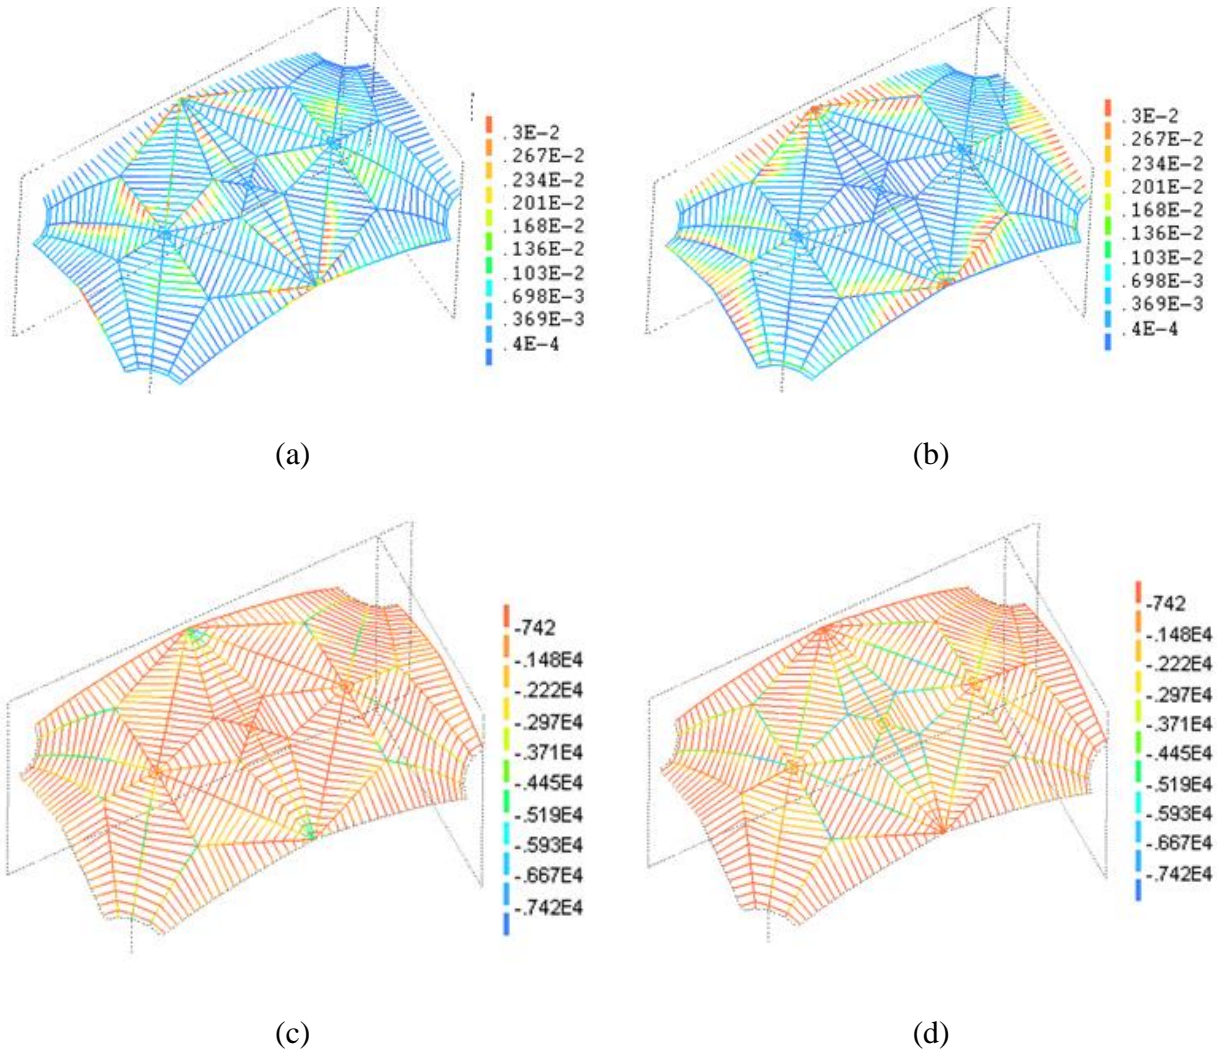 .3E-2
.267E-2
.234E-2
.201E-2
.168E-2
.136E-2
.103E-2
.698E-3
.369E-3
.4E-4
.3E-2
.267E-2
.234E-2
.201E-2
.168E-2
.136E-2
.103E-2
.698E-3
.369E-3
.4E-4
(a)
(b)
-742
-.148E4
-.222E4
-.297E4
-.371E4
-.445E4
-.519E4
-.593E4
-.667E4
-.742E4
-742
-.148E4
-.222E4
-.297E4
-.371E4
-.445E4
-.519E4
-.593E4
-.667E4
-.742E4
(c)
(d)